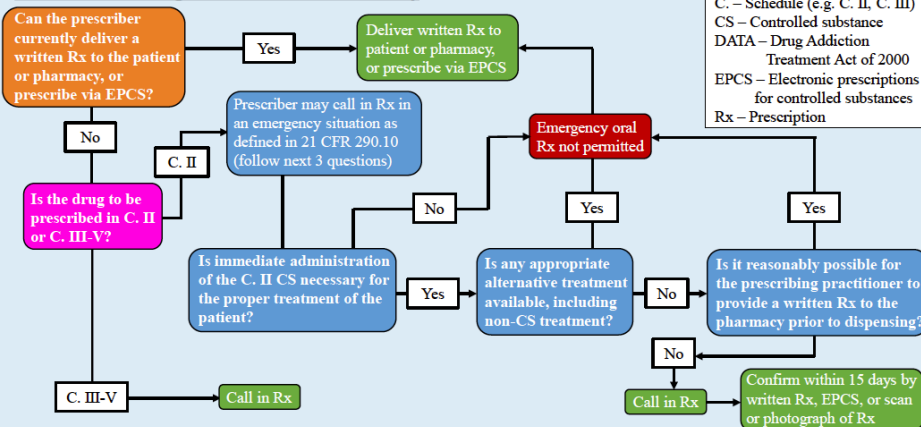 Can the prescriber
currently deliver a
written Rx to the patient
or pharmacy, or
prescribe via EPCS?
Yes
Deliver written Rx to
patient or pharmacy,
or prescribe via EPCS
C. – Schedule (e.g. C. II, C. III)
CS – Controlled substance
DATA – Drug Addiction
Treatment Act of 2000
EPCS – Electronic prescriptions
for controlled substances
Rx – Prescription
No
C. II
Prescriber may call in Rx in
an emergency situation as
defined in 21 CFR 290.10
(follow next 3 questions)
Emergency oral
Rx not permitted
Is the drug to be
prescribed in C. II
or C. III-V?
No
Yes
Yes
Is immediate administration
of the C. II CS necessary for
the proper treatment of the
patient?
Yes
Is any appropriate
alternative treatment
available, including
non-CS treatment?
No
Is it reasonably possible for
the prescribing practitioner to
provide a written Rx to the
pharmacy prior to dispensing?
No
C. III-V
Call in Rx
Call in Rx
Confirm within 15 days by
written Rx, EPCS, or scan
or photograph of Rx